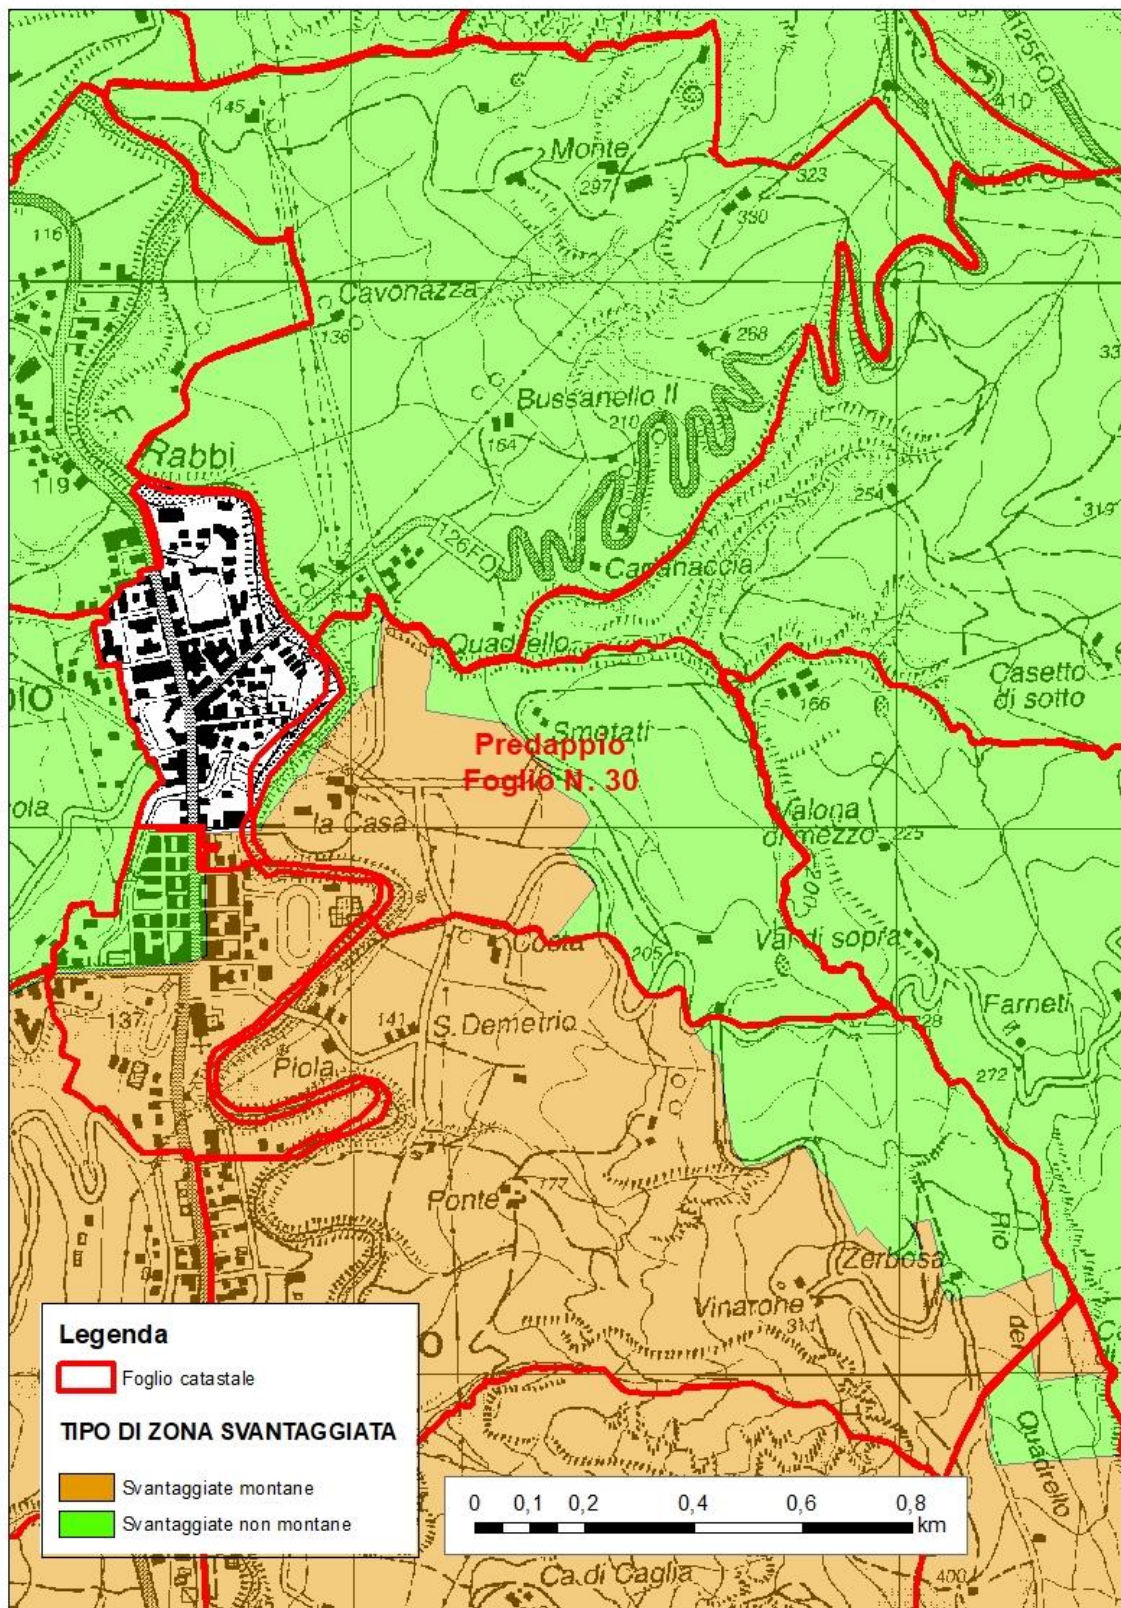 145
125FO
410
Monte
297
323
330
116
Cavonazza
136
268
Bussanello II
210
F.
Rabbi
164
119
254
319
126FO
Quadrello
Casetto
di sotto
166
Smetati
Predappio
Foglio N. 30
la Casa
Valona
di mezzo
225
200
Costa
Val di sopra
205
137
141
S. Demetrio
Farneti
228
272
Piola
Ponte
177
Rio
Zerbosa
Vinarone
311
del
Quadrello
O
Legenda
Foglio catastale
TIPO DI ZONA SVANTAGGIATA
Svantaggiate montane
Svantaggiate non montane
0 0,1 0,2 0,4 0,6 0,8
km
Ca di Caglia
400